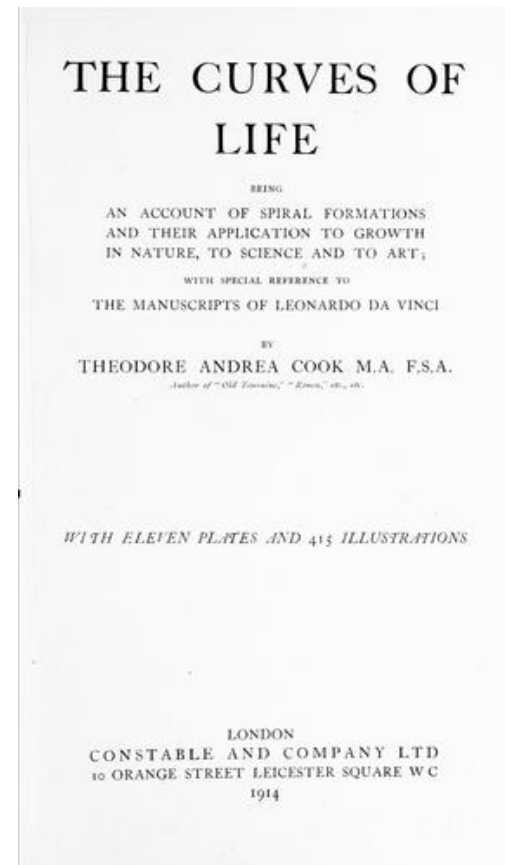 THE CURVES OF
LIFE
BEING
AN ACCOUNT OF SPIRAL FORMATIONS
AND THEIR APPLICATION TO GROWTH
IN NATURE, TO SCIENCE AND TO ART;
WITH SPECIAL REFERENCE TO
THE MANUSCRIPTS OF LEONARDO DA VINCI
BY
THEODORE ANDREA COOK M.A. F.S.A.
Author of "Old Touraine," "Rouen," etc., etc.
WITH ELEVEN PLATES AND 415 ILLUSTRATIONS
LONDON
CONSTABLE AND COMPANY LTD
10 ORANGE STREET LEICESTER SQUARE W C
1914